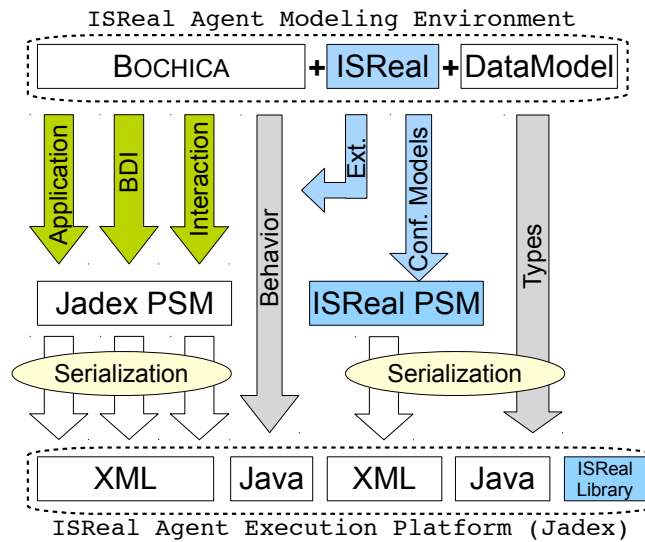 ISReal Agent Modeling Environment
BOCHICA + ISReal + DataModel
Application
BDI
Interaction
Behavior
Ext.
Conf. Models
Types
Jadex PSM
ISReal PSM
Serialization
Serialization
XML
Java
XML
Java
ISReal
Library
ISReal Agent Execution Platform (Jadex)